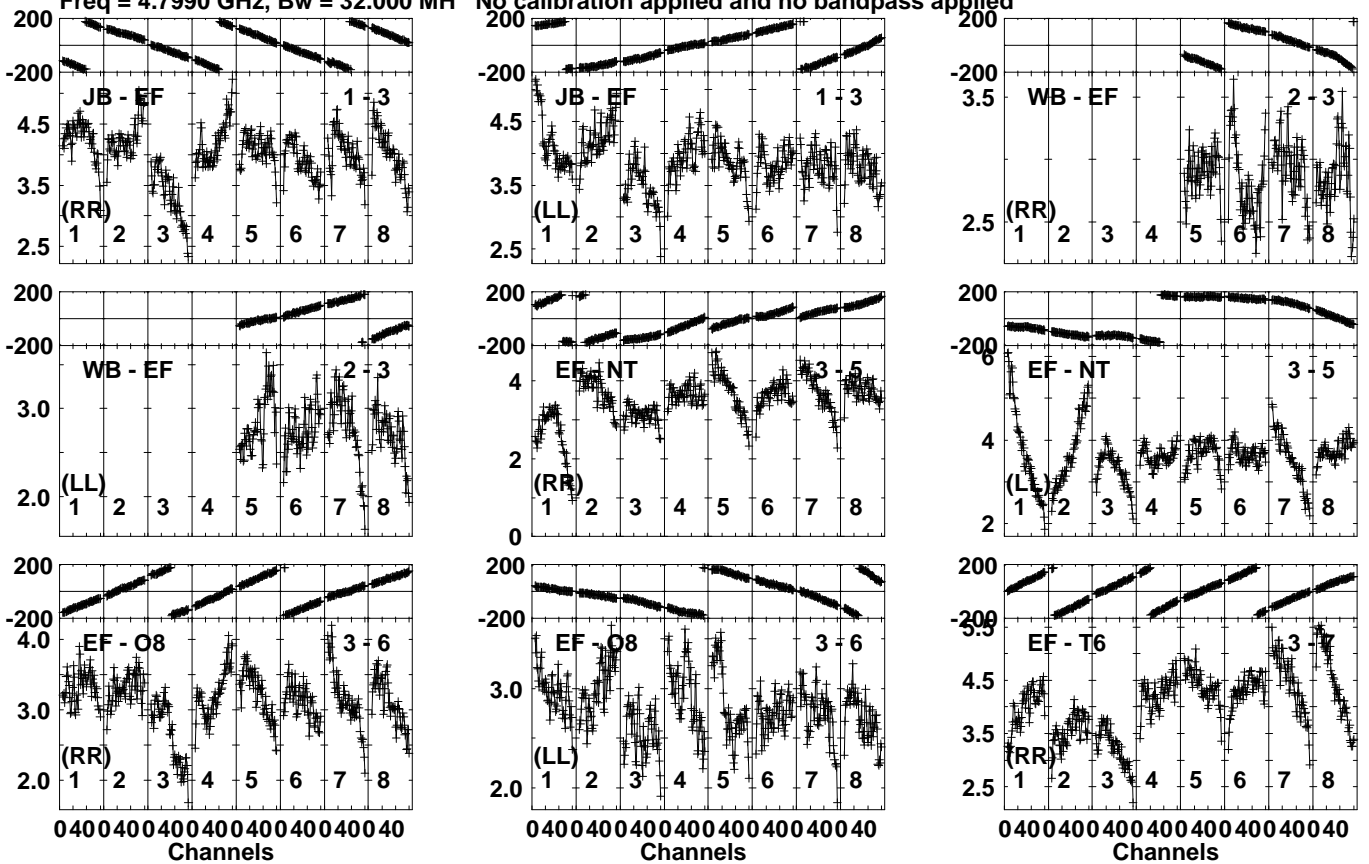 Freq = 4.7990 GHz, Bw = 32.000 MH No calibration applied and no bandpass applied
200 200 200
-200 -200 -200
JB - EF 1 - 3 JB - EF 1 - 3 WB - EF 2 - 3
4.5 4.5 3.5
3.5 3.5
2.5 2.5 2.5
(RR) (LL) (RR)
1 2 3 4 5 6 7 8 1 2 3 4 5 6 7 8 1 2 3 4 5 6 7 8
200 200 200
-200 -200 -200
WB - EF 2 - 3 EF - NT 3 - 5 EF - NT 3 - 5
3.0 4 6
2.0 2 4
0 2
(LL) (RR) (LL)
1 2 3 4 5 6 7 8 1 2 3 4 5 6 7 8 1 2 3 4 5 6 7 8
200 200 200
-200 -200 -200
EF - O8 3 - 6 EF - O8 3 - 6 EF - T6 3 - 7
4.0 3.0 5.5
3.0 2.0 4.5
2.0 3.5
2.5
(RR) (LL) (RR)
1 2 3 4 5 6 7 8 1 2 3 4 5 6 7 8 1 2 3 4 5 6 7 8
0 40 0 40 0 40 0 40 0 40 0 40 0 40 0 40 0 40 0 40 0 40 0 40 0 40 0 40 0 40 0 40 0 40 0 40 0 40 0 40 0 40 0 40 0 40 0 40
Channels Channels Channels